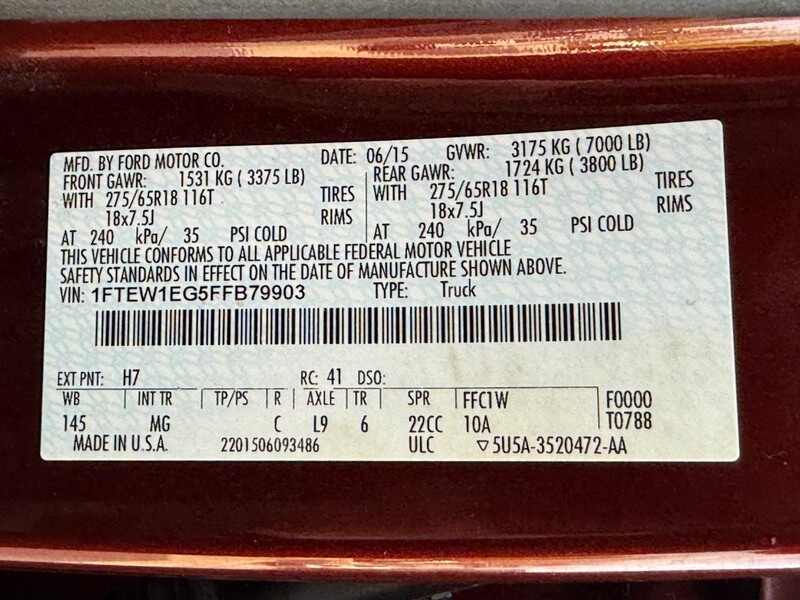 MFD. BY FORD MOTOR CO. DATE: 06/15 GVWR: 3175 KG ( 7000 LB)
FRONT GAWR: 1531 KG ( 3375 LB) REAR GAWR: 1724 KG ( 3800 LB)
WITH 275/65R18 116T TIRES WITH 275/65R18 116T TIRES
18x7.5J RIMS 18x7.5J RIMS
AT 240 kPa/ 35 PSI COLD AT 240 kPa/ 35 PSI COLD
THIS VEHICLE CONFORMS TO ALL APPLICABLE FEDERAL MOTOR VEHICLE
SAFETY STANDARDS IN EFFECT ON THE DATE OF MANUFACTURE SHOWN ABOVE.
VIN: 1FTEW1EG5FFB79903 TYPE: Truck
EXT PNT: H7 RC: 41 DSO:
WB INT TR TP/PS R AXLE TR SPR FFC1W F0000
145 MG C L9 6 22CC 10A T0788
MADE IN U.S.A. 2201506093486 ULC ▽5U5A-3520472-AA